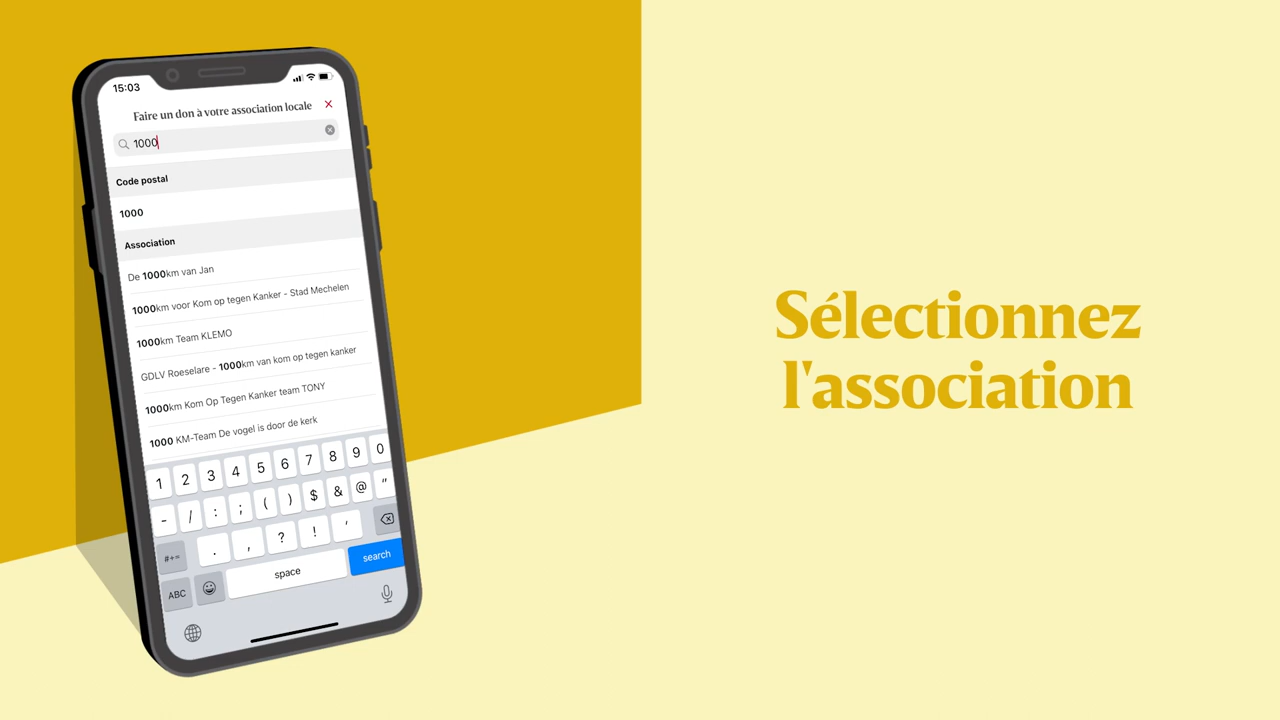 15:03
Faire un don à votre association locale
1000
Code postal
1000
Association
De 1000km van Jan
1000km voor Kom op tegen Kanker - Stad Mechelen
1000km Team KLEMO
GDLV Roeselare - 1000km van kom op tegen kanker
1000km Kom Op Tegen Kanker team TONY
1000 KM-Team De vogel is door de kerk
1 2 3 4 5 6 7 8 9 0
- / : ; ( ) $ & @ "
#+= . , ? ! '
ABC space search
Sélectionnez
l'association